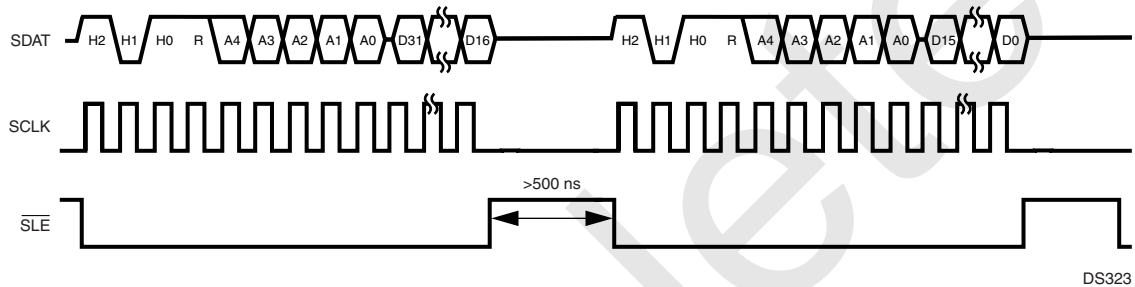 SDAT H2 H1 H0 R A4 A3 A2 A1 A0 D31 D16 H2 H1 H0 R A4 A3 A2 A1 A0 D15 D0
SCLK
>500 ns
SLE
DS323
lete